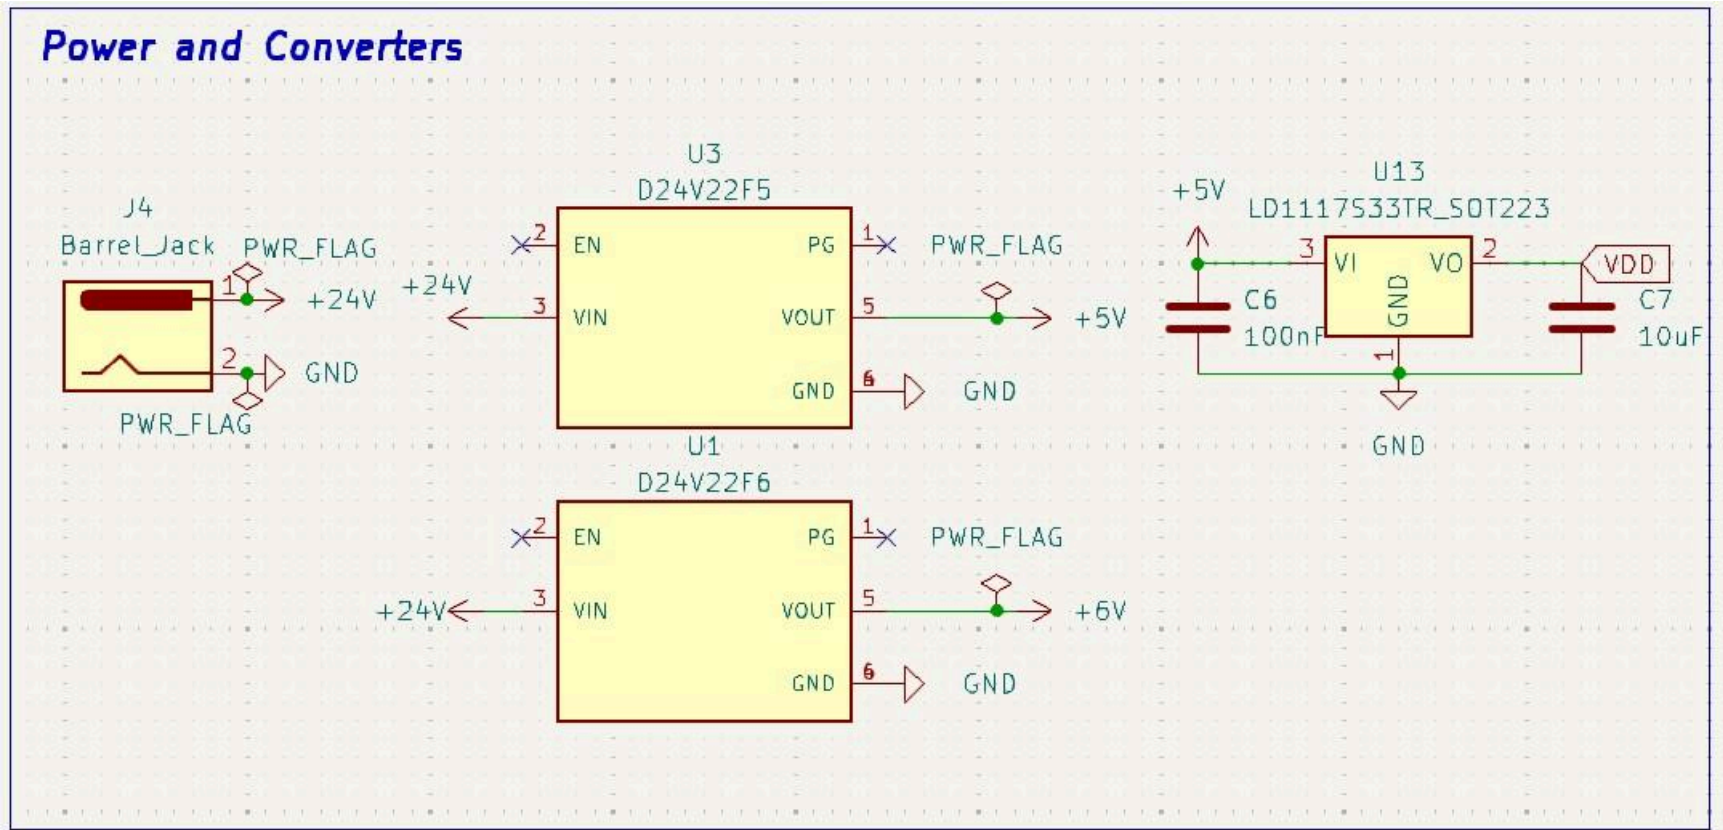 Power and Converters
J4
Barrel_Jack
PWR_FLAG
1
+24V
2
GND
PWR_FLAG
U3
D24V22F5
2
EN
PG
1
PWR_FLAG
+24V
3
VIN
VOUT
5
+5V
GND
GND
U1
D24V22F6
2
EN
PG
1
PWR_FLAG
+24V
3
VIN
VOUT
5
+6V
GND
GND
+5V
U13
LD1117S33TR_SOT223
3
VI
VO
2
VDD
GND
1
C6
100nF
C7
10uF
GND